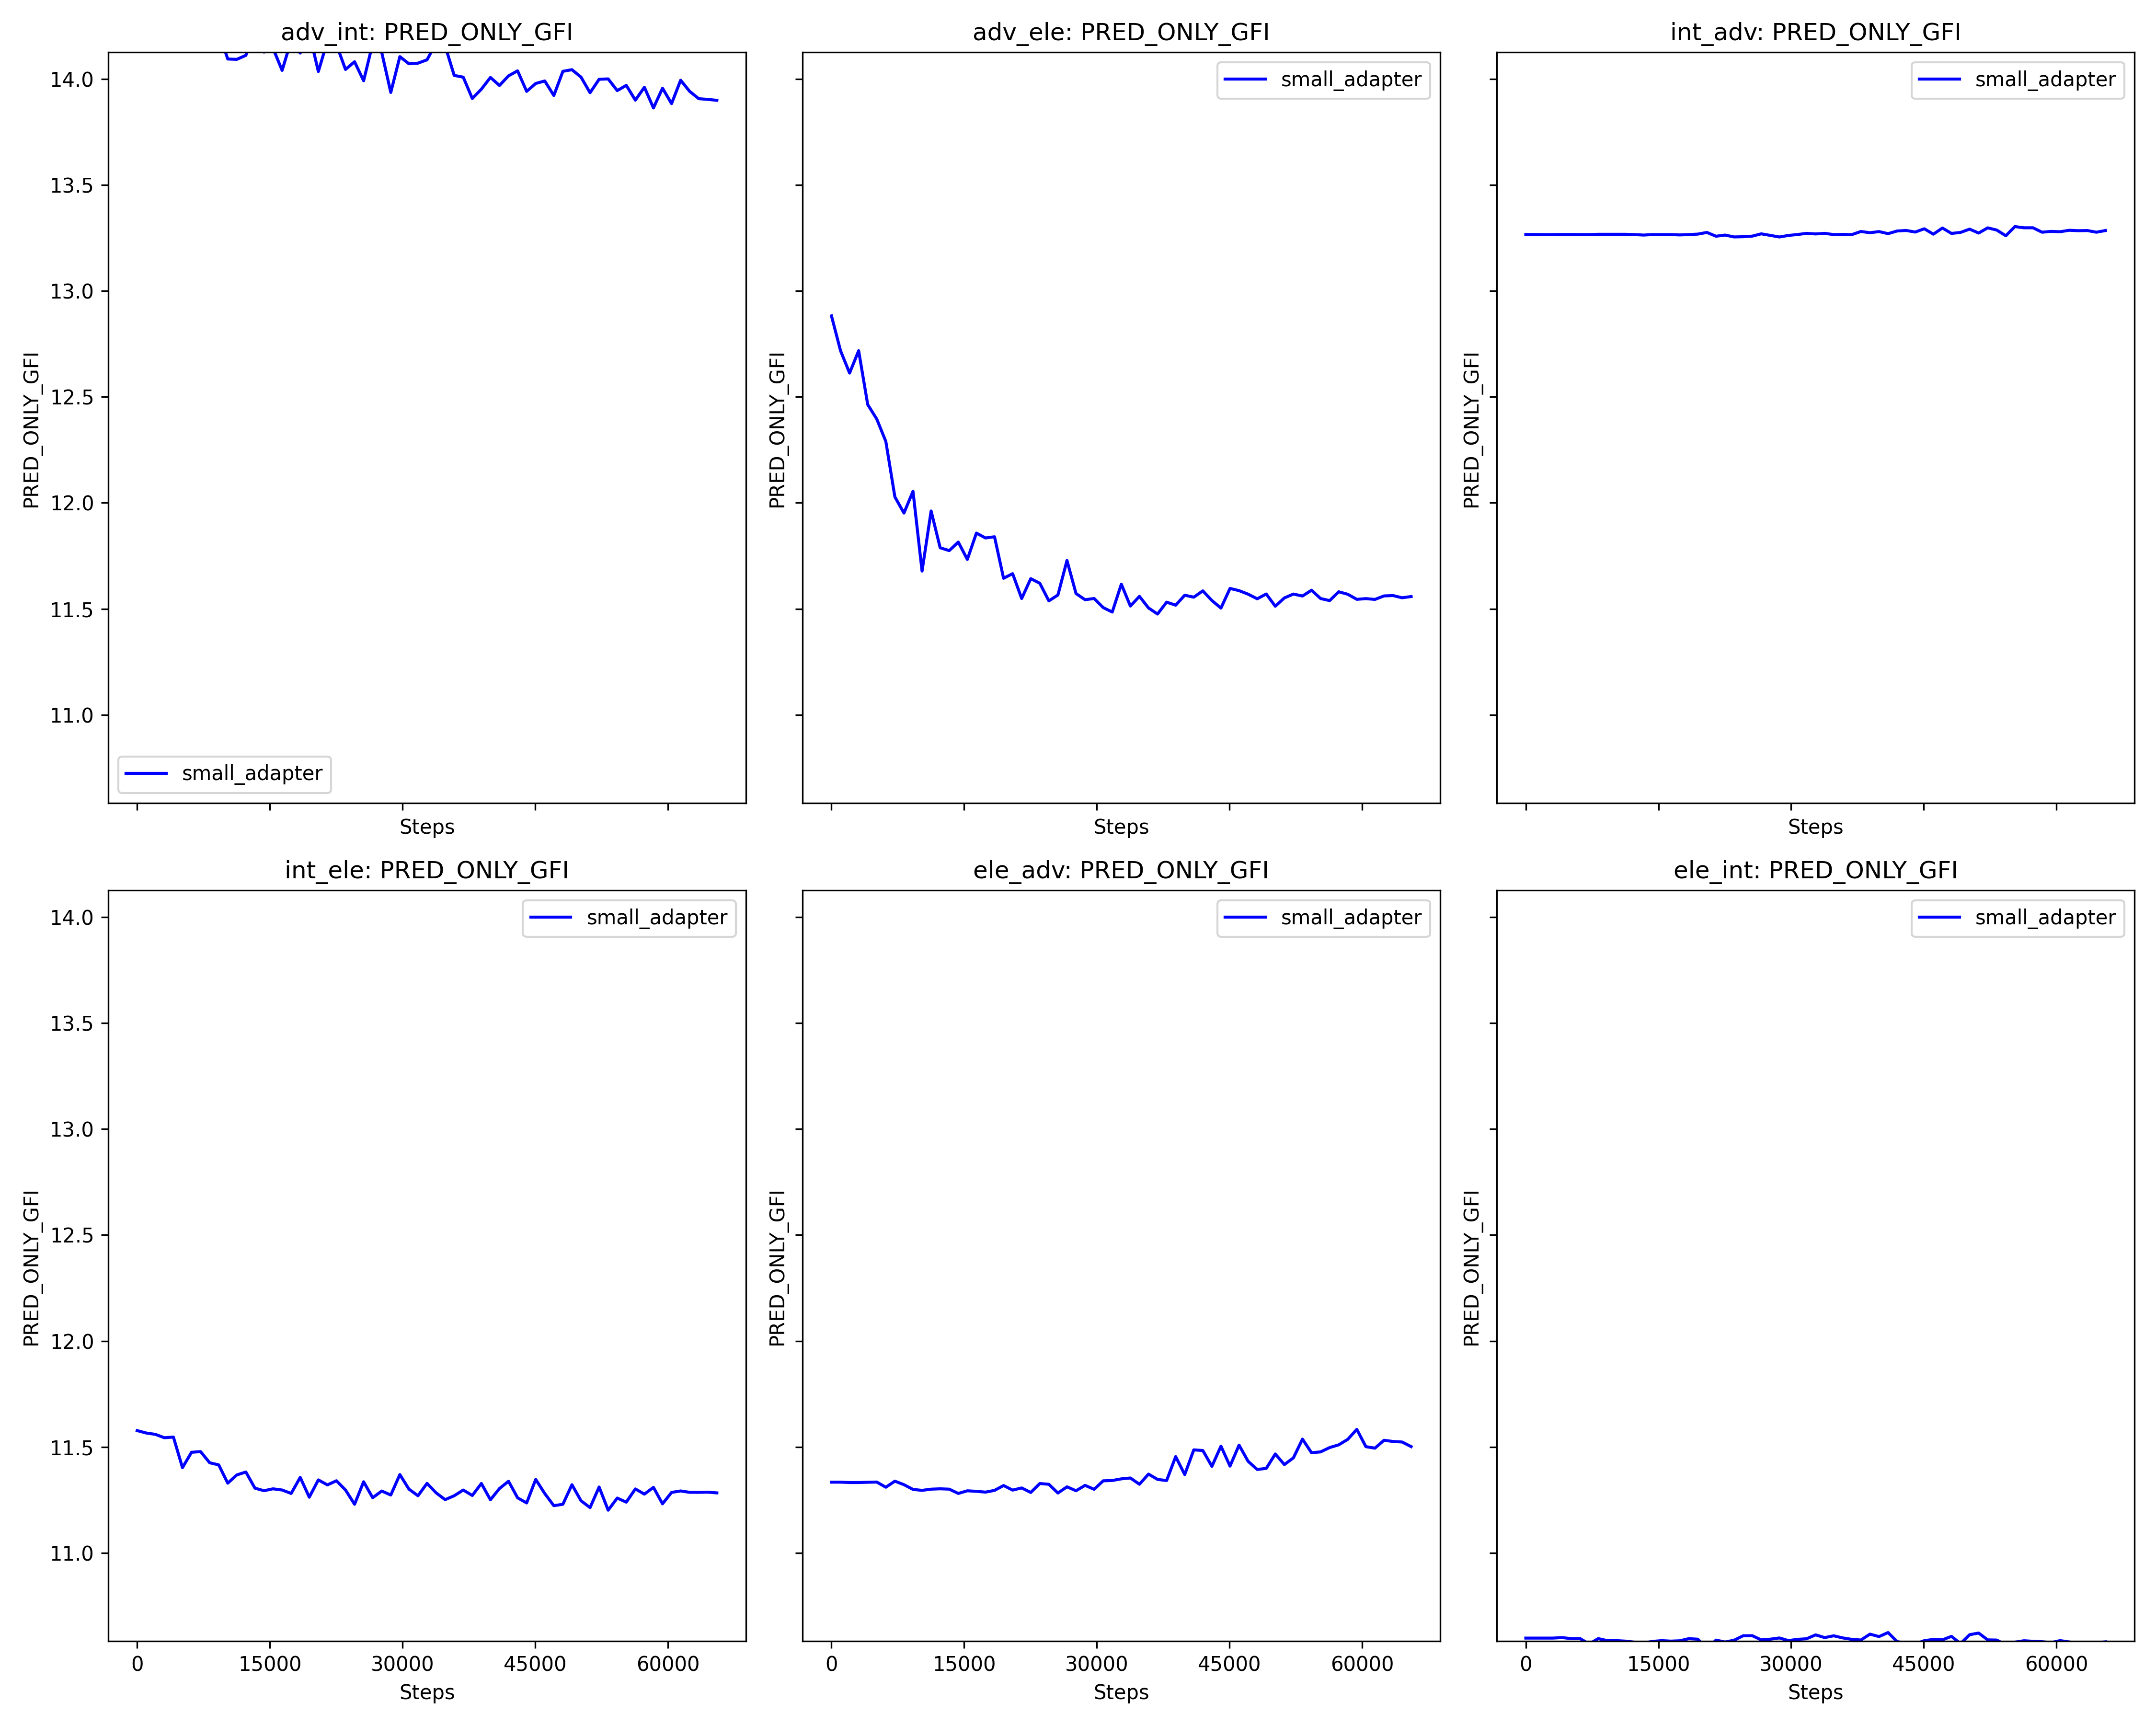 adv_int: PRED_ONLY_GFI
adv_ele: PRED_ONLY_GFI
int_adv: PRED_ONLY_GFI
14.0
13.5
13.0
12.5
12.0
11.5
11.0
PRED_ONLY_GFI
PRED_ONLY_GFI
PRED_ONLY_GFI
small_adapter
small_adapter
small_adapter
Steps
Steps
Steps
int_ele: PRED_ONLY_GFI
ele_adv: PRED_ONLY_GFI
ele_int: PRED_ONLY_GFI
14.0
13.5
13.0
12.5
12.0
11.5
11.0
PRED_ONLY_GFI
PRED_ONLY_GFI
PRED_ONLY_GFI
small_adapter
small_adapter
small_adapter
0 15000 30000 45000 60000
0 15000 30000 45000 60000
0 15000 30000 45000 60000
Steps
Steps
Steps